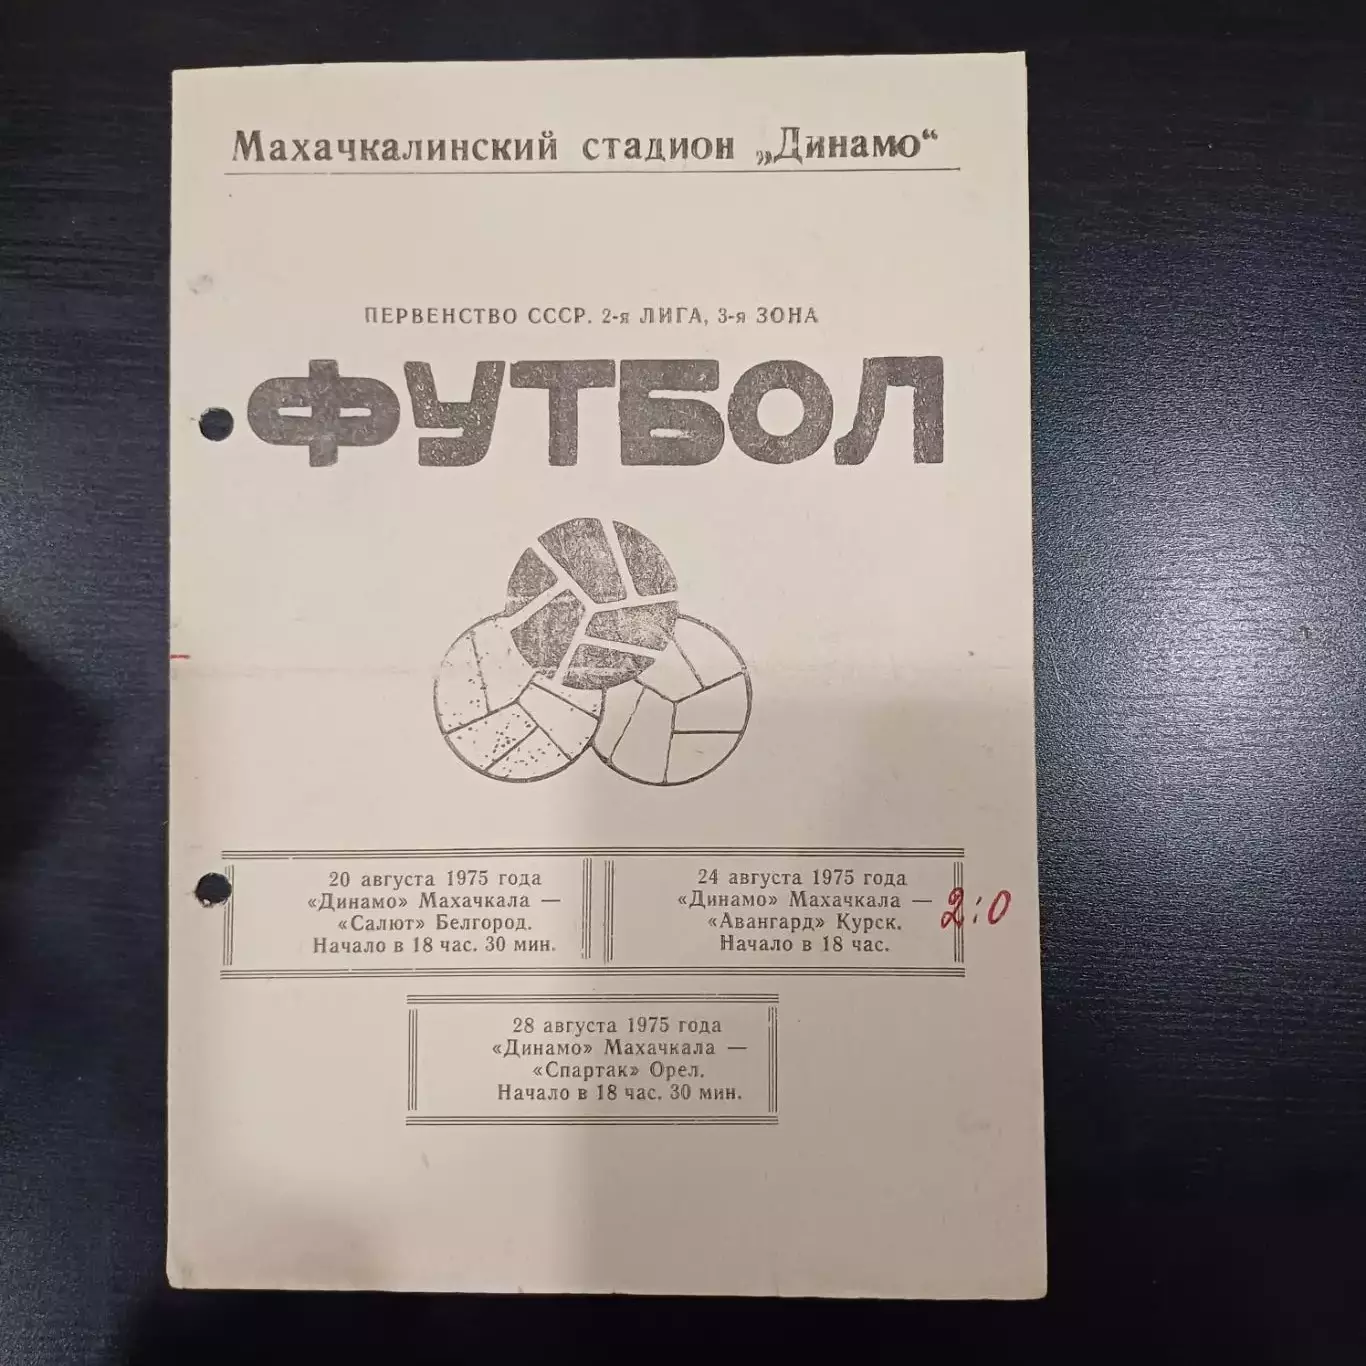 Махачкалинский стадион „Динамо“
ПЕРВЕНСТВО СССР. 2-я ЛИГА, 3-я ЗОНА
ФУТБОЛ
20 августа 1975 года
«Динамо» Махачкала —
«Салют» Белгород.
Начало в 18 час. 30 мин.
24 августа 1975 года
«Динамо» Махачкала —
«Авангард» Курск.
Начало в 18 час.
2:0
28 августа 1975 года
«Динамо» Махачкала —
«Спартак» Орел.
Начало в 18 час. 30 мин.